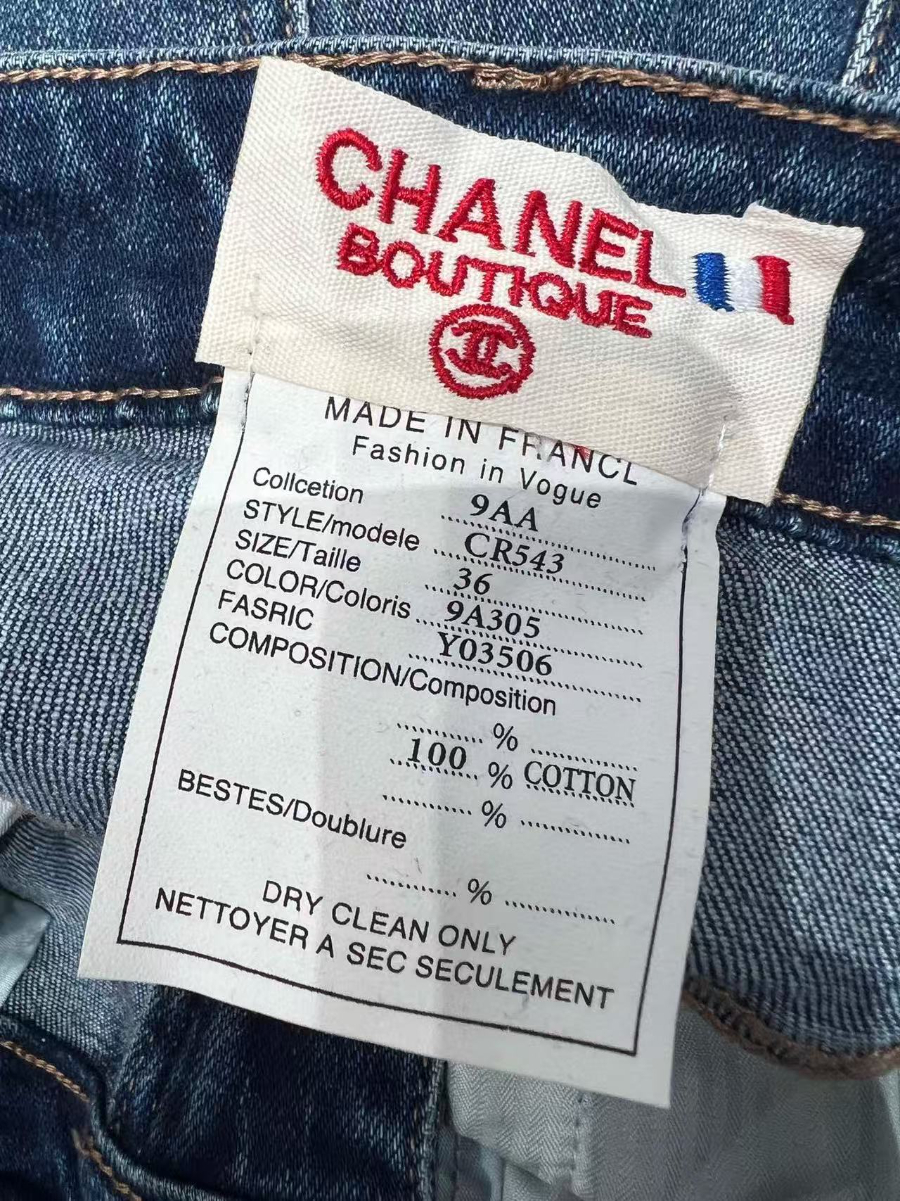 CHANEL
BOUTIQUE
MADE IN FRANCE
Fashion in Vogue
Collcetion 9AA
STYLE/modele CR543
SIZE/Taille 36
COLOR/Coloris 9A305
FASRIC Y03506
COMPOSITION/Composition
%
100 % COTTON
%
BESTES/Doublure
%
DRY CLEAN ONLY
NETTOYER A SEC SECULEMENT